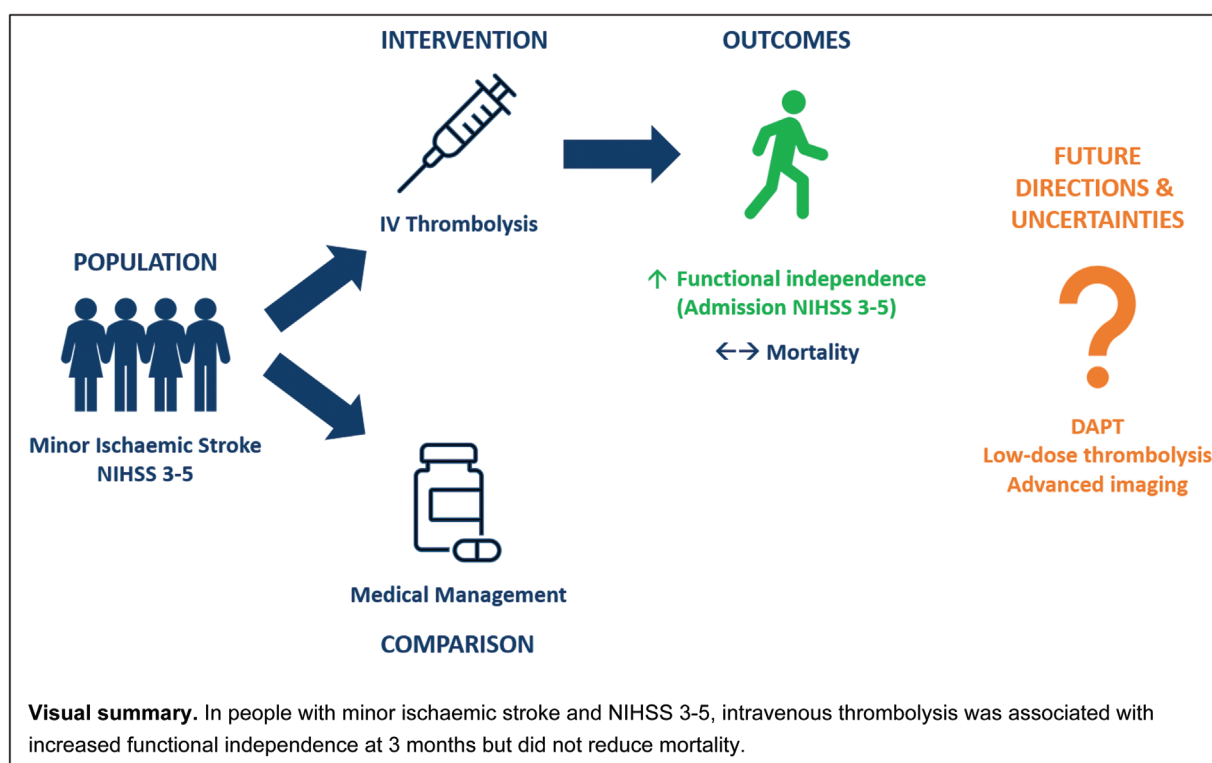 INTERVENTION
OUTCOMES
IV Thrombolysis
POPULATION
Minor Ischaemic Stroke
NIHSS 3-5
Medical Management
COMPARISON
↑ Functional independence
(Admission NIHSS 3-5)
←→ Mortality
FUTURE
DIRECTIONS &
UNCERTAINTIES
?
DAPT
Low-dose thrombolysis
Advanced imaging
Visual summary. In people with minor ischaemic stroke and NIHSS 3-5, intravenous thrombolysis was associated with
increased functional independence at 3 months but did not reduce mortality.